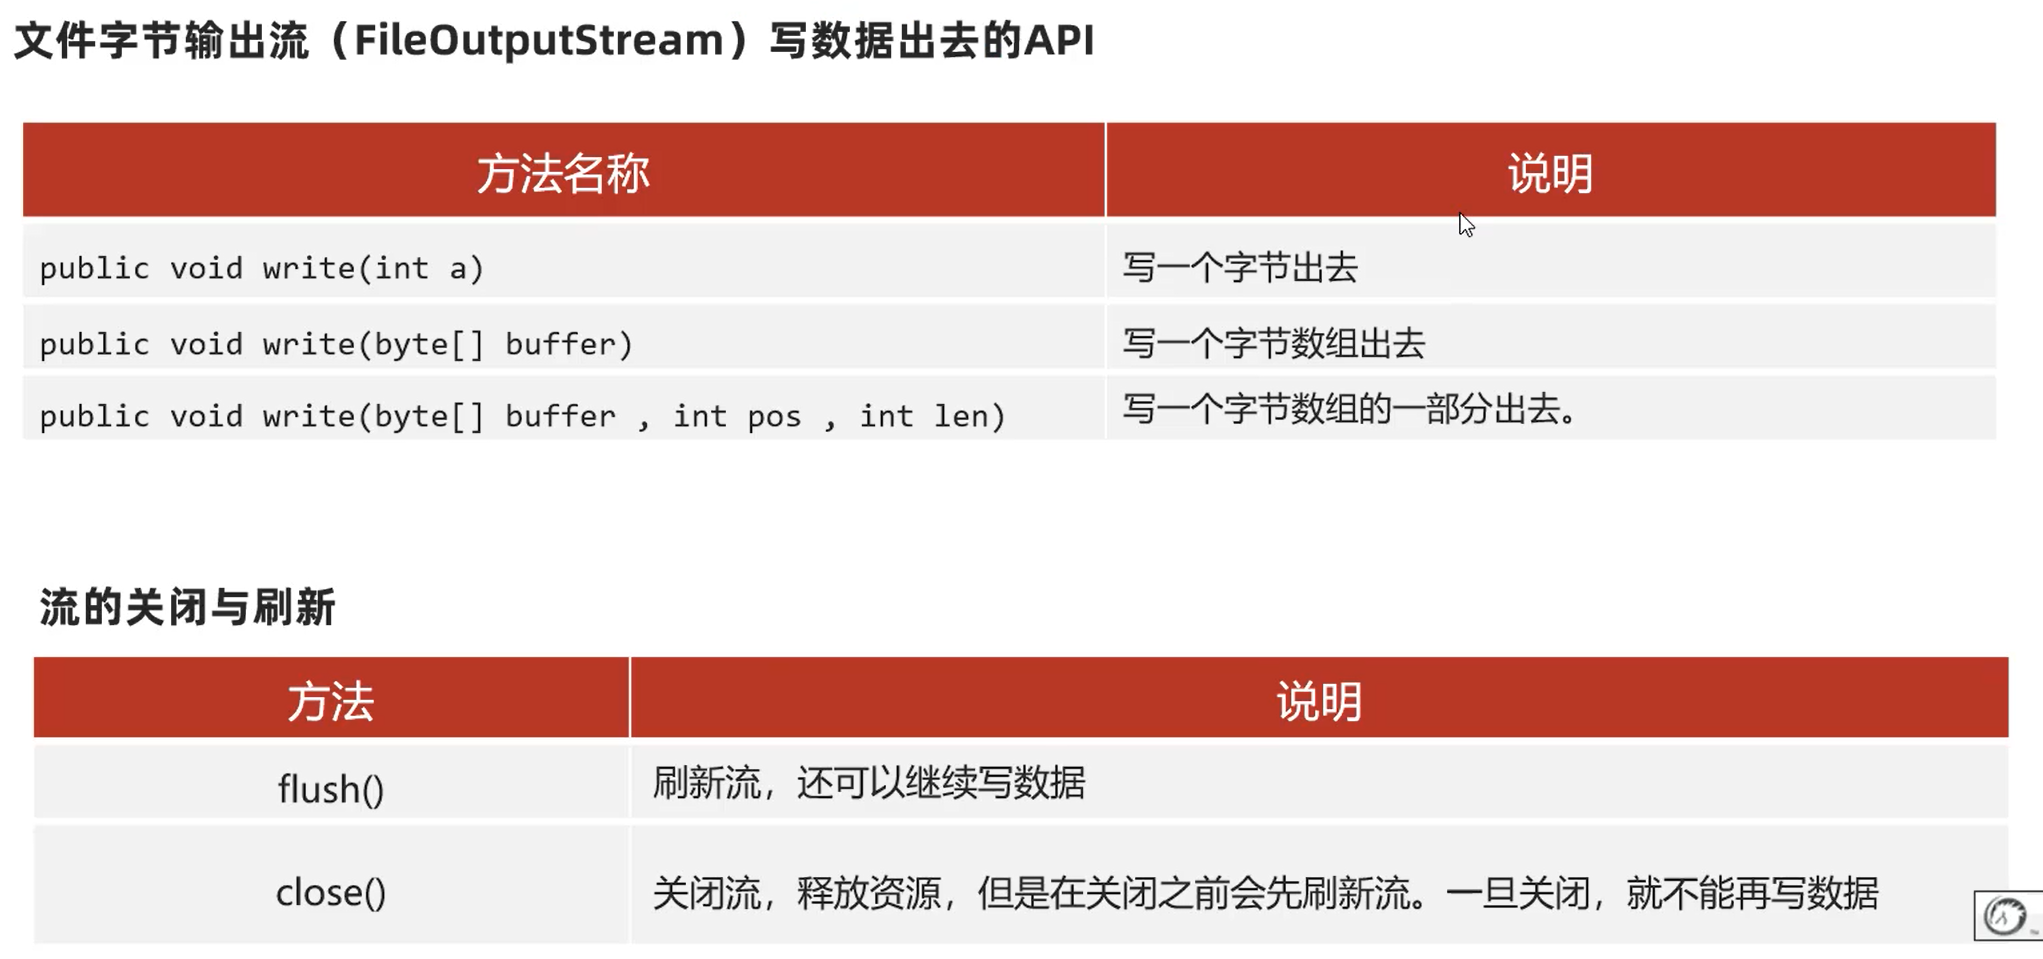 文件字节输出流（FileOutputStream）写数据出去的API
方法名称 说明
public void write(int a) 写一个字节出去
public void write(byte[] buffer) 写一个字节数组出去
public void write(byte[] buffer , int pos , int len) 写一个字节数组的一部分出去。
流的关闭与刷新
方法 说明
flush() 刷新流，还可以继续写数据
close() 关闭流，释放资源，但是在关闭之前会先刷新流。一旦关闭，就不能再写数据